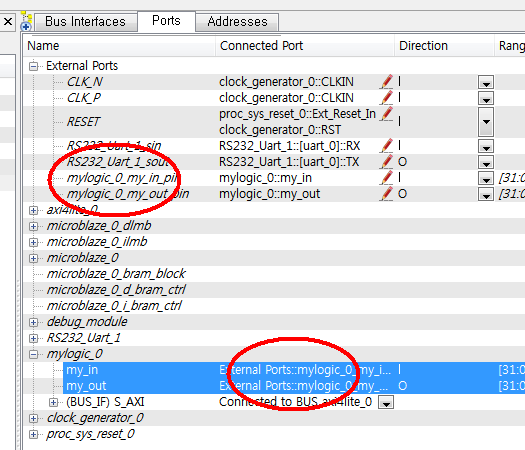 Bus Interfaces Ports Addresses
Name Connected Port Direction Rang
External Ports
CLK_N clock_generator_0::CLKIN I
CLK_P clock_generator_0::CLKIN I
RESET proc_sys_reset_0::Ext_Reset_In I
clock_generator_0::RST
RS232_Uart_1_sin RS232_Uart_1::[uart_0]::RX I
RS232_Uart_1_sout RS232_Uart_1::[uart_0]::TX O
mylogic_0_my_in_pin mylogic_0::my_in I [31:0
mylogic_0_my_out_pin mylogic_0::my_out O [31:0
axi4lite_0
microblaze_0_dlmb
microblaze_0_ilmb
microblaze_0
microblaze_0_bram_block
microblaze_0_d_bram_ctrl
microblaze_0_i_bram_ctrl
debug_module
RS232_Uart_1
mylogic_0
my_in External Ports::mylogic_0_my_i... I [31:0
my_out External Ports::mylogic_0_my_... O [31:0
(BUS_IF) S_AXI Connected to BUS axi4lite_0
clock_generator_0
proc_sys_reset_0